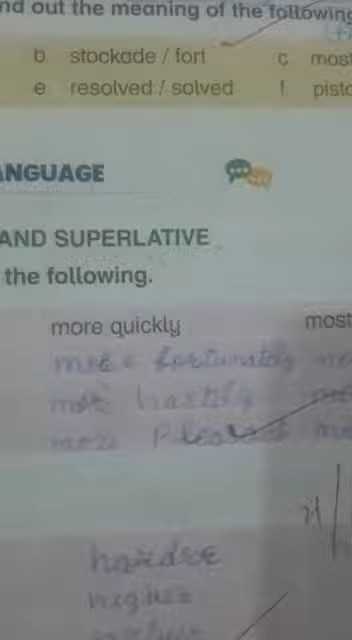 nd out the meaning of the following
b. stockade / fort c. most
e. resolved / solved f. pisto
ANGUAGE
AND SUPERLATIVE
the following.
more quickly most
more fortunately
more hastily
more
hardse
higher